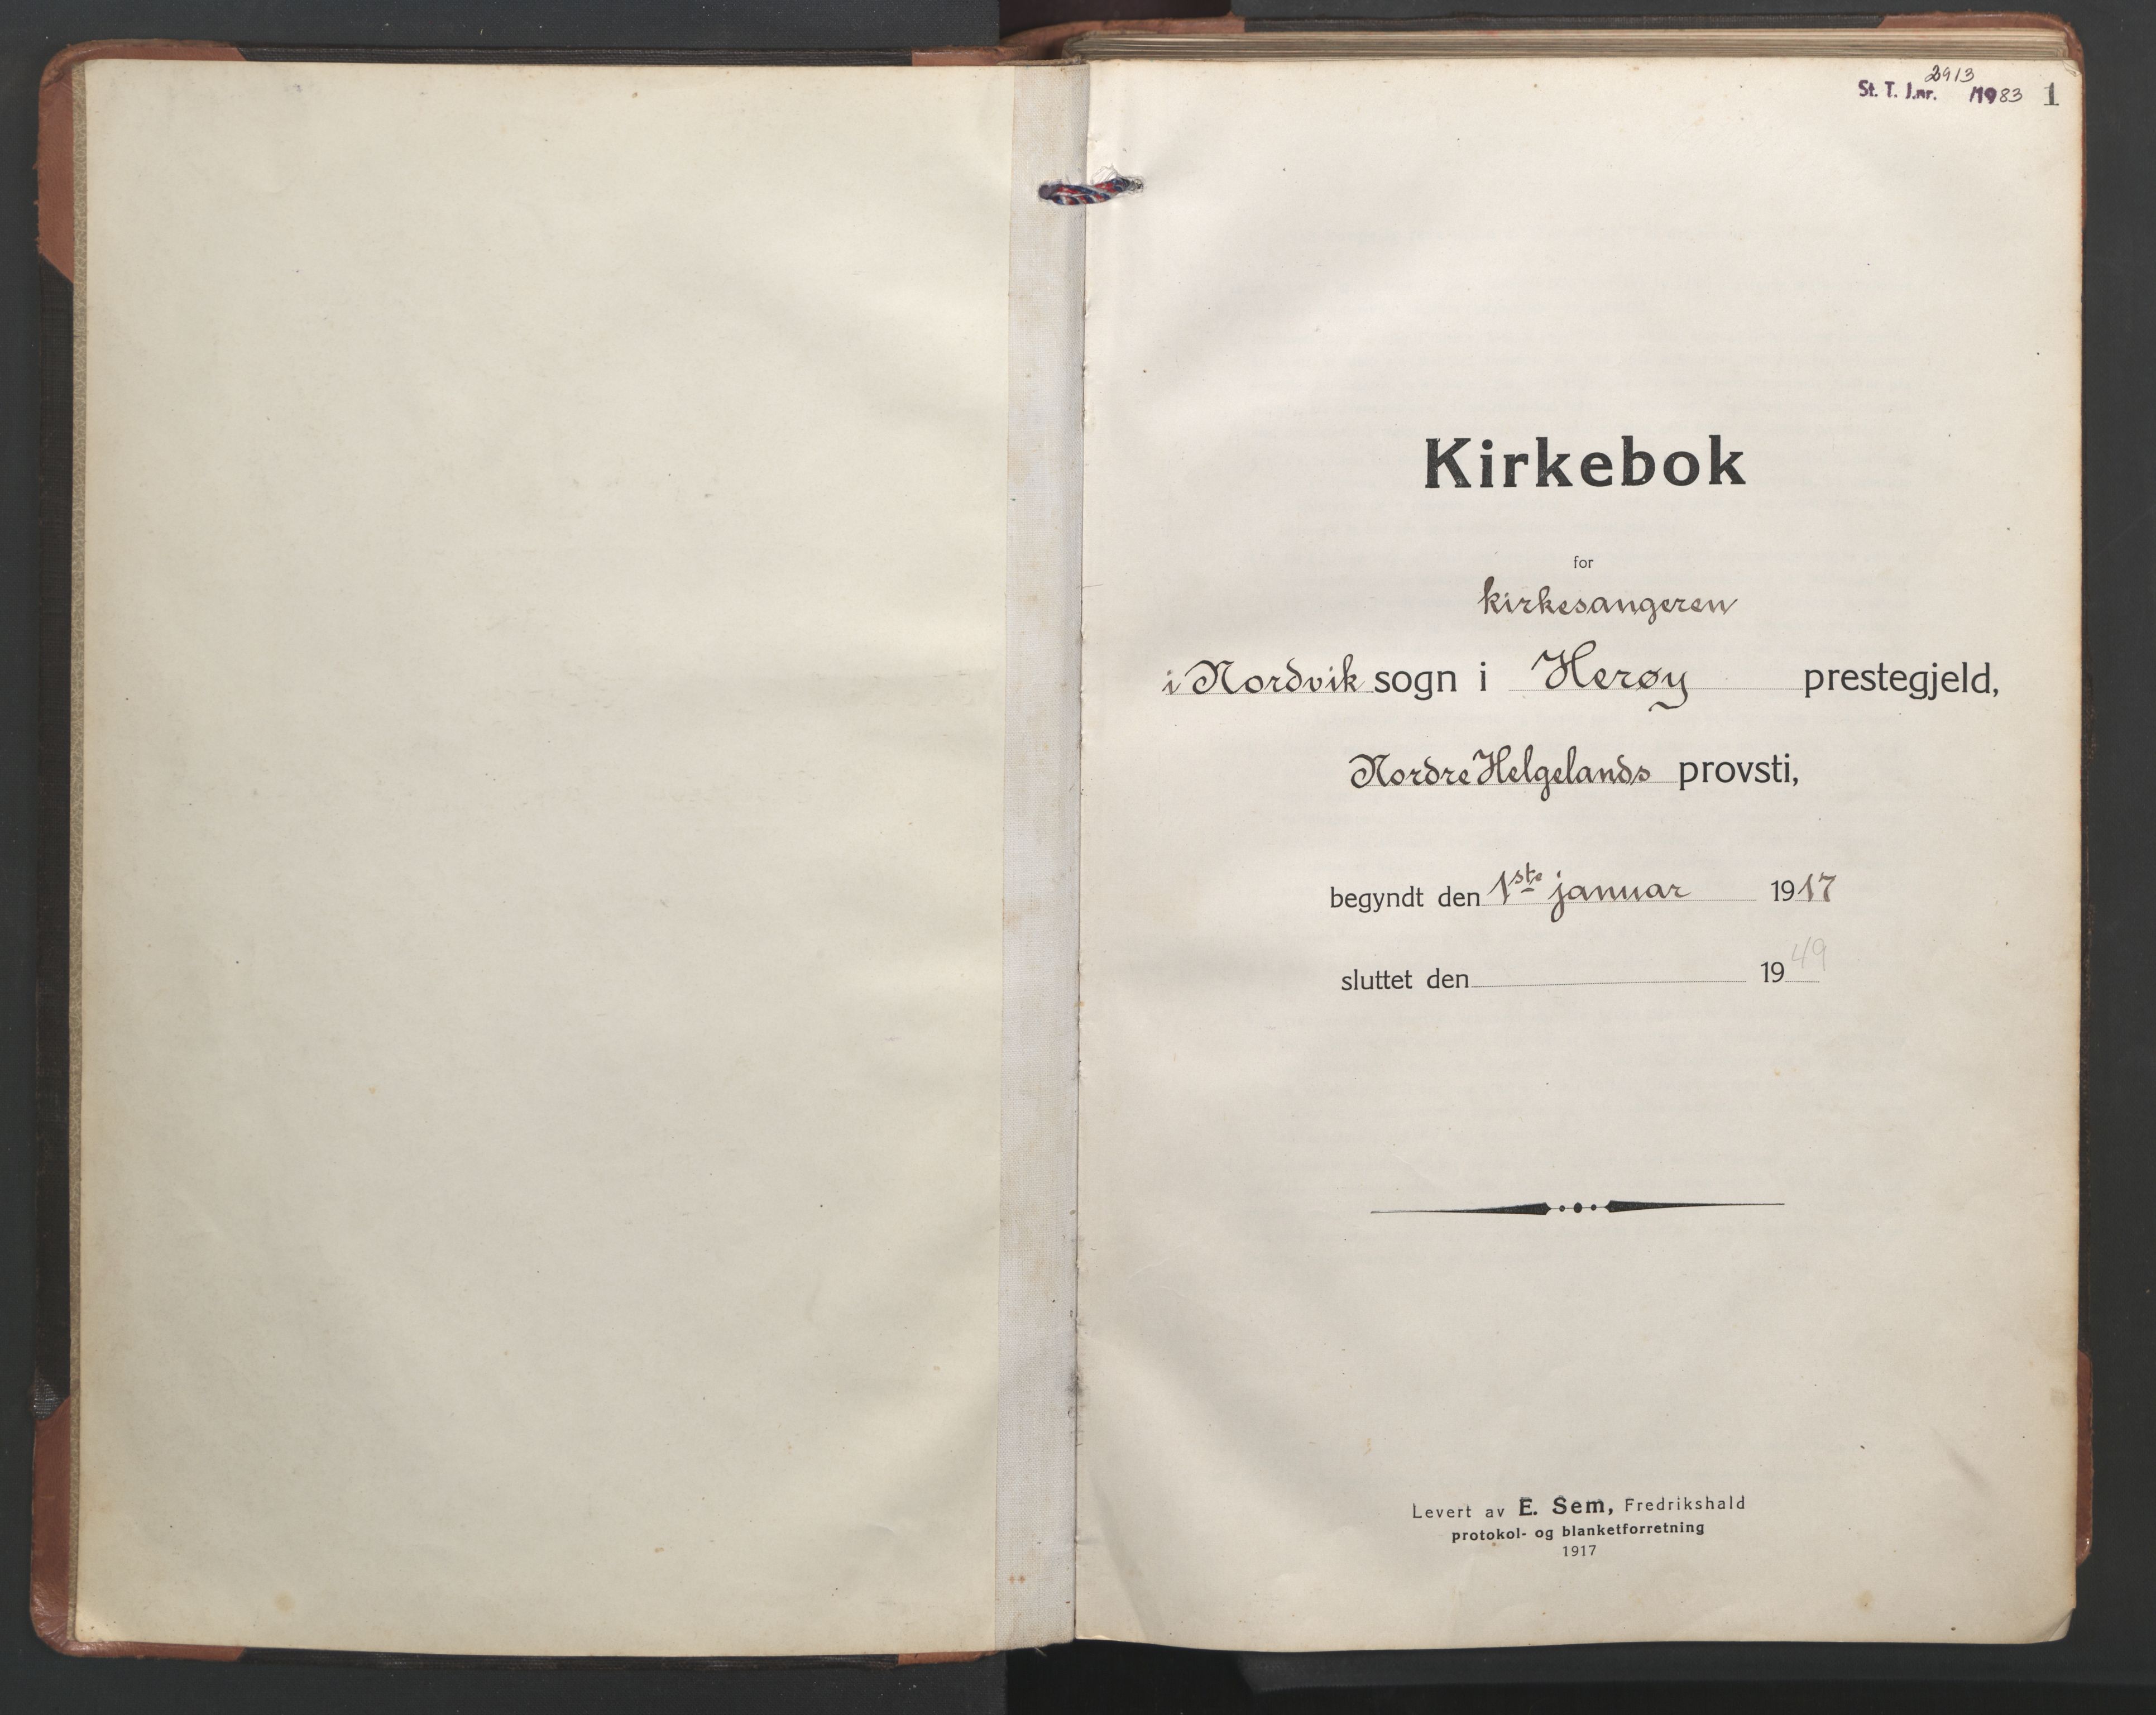 2913
St. T. J.nr. /1983 1
Kirkebok
for
kirkesangeren
i Nordvik sogn i Herøy prestegjeld,
Nordre Helgelands provsti,
begyndt den 1ste januar 1917
sluttet den 1949
Levert av E. Sem, Fredrikshald
protokol- og blanketforretning
1917